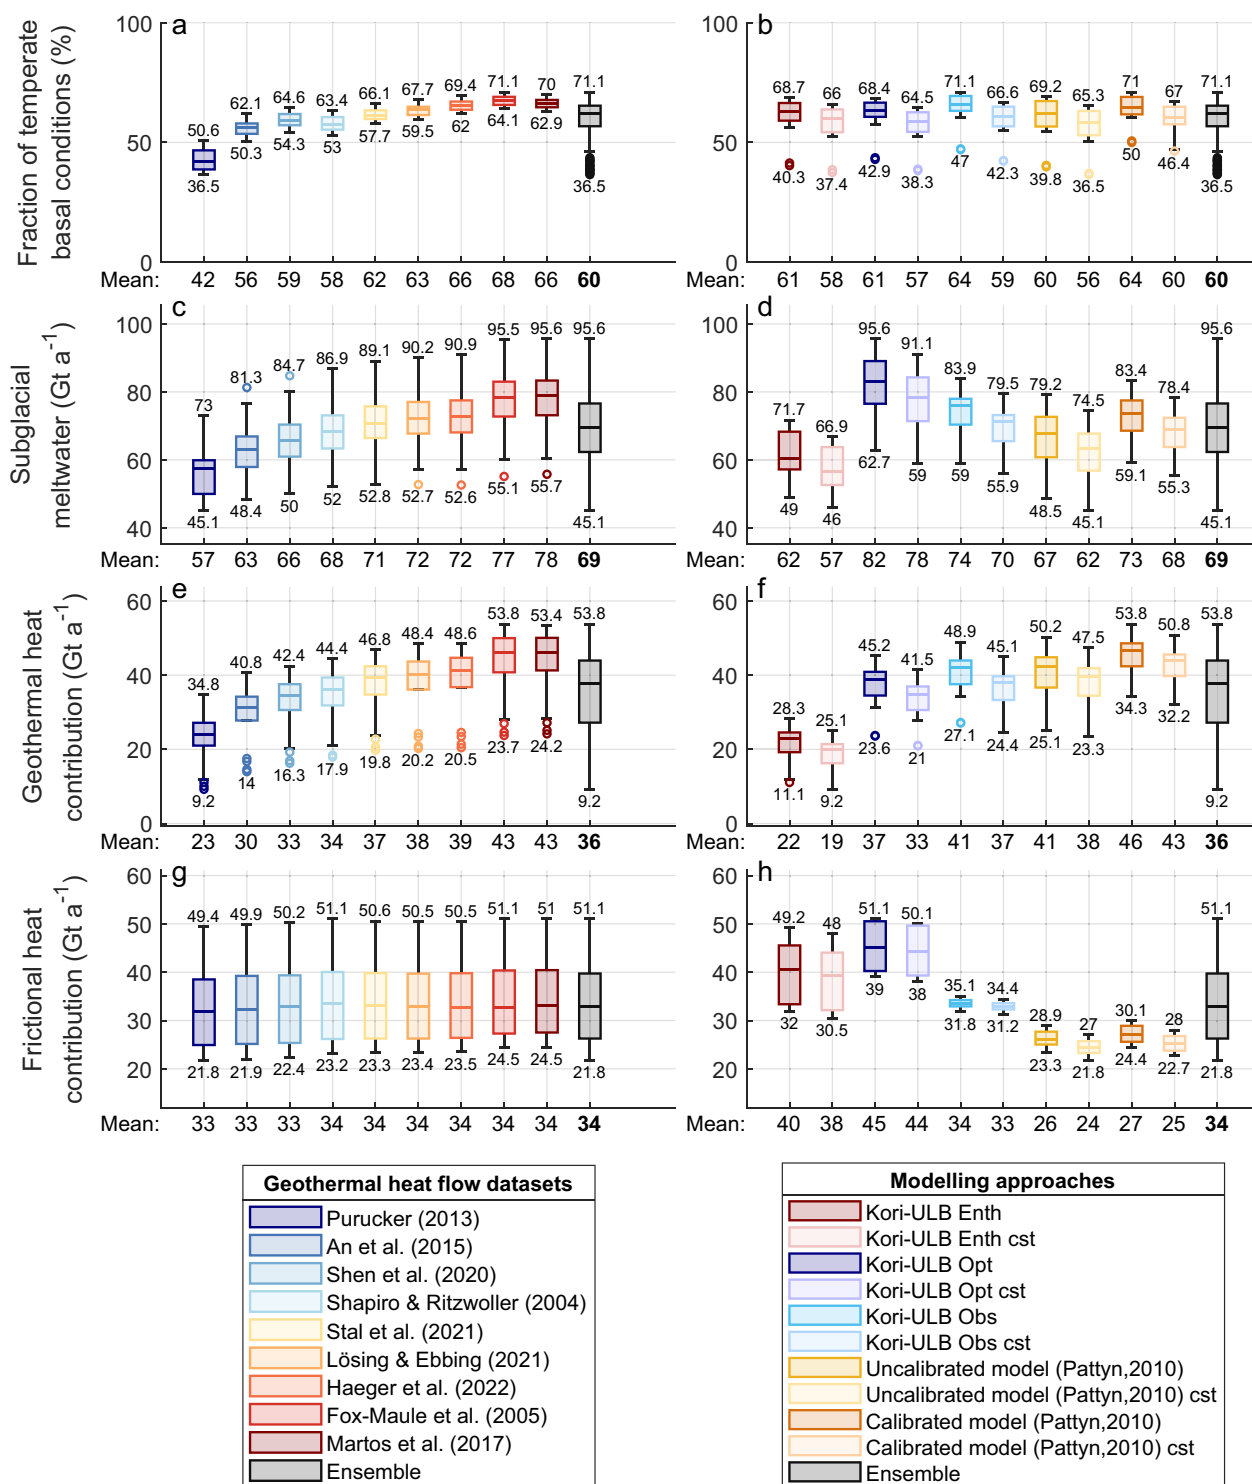 a
b
Fraction of temperate
basal conditions (%)
100
50
0
50.6 62.1 64.6 63.4 66.1 67.7 69.4 71.1 70 71.1
36.5 50.3 54.3 53 57.7 59.5 62 64.1 62.9 36.5
Mean: 42 56 59 58 62 63 66 68 66 60
100
50
0
68.7 66 68.4 64.5 71.1 66.6 69.2 65.3 71 67 71.1
40.3 37.4 42.9 38.3 47 42.3 39.8 36.5 50 46.4 36.5
Mean: 61 58 61 57 64 61 60 56 64 60 60
c
d
Subglacial
meltwater (Gt a⁻¹)
100
80
60
40
73 81.3 84.7 86.9 89.1 90.2 90.9 95.5 95.6 95.6
45.1 48.4 50 52 52.8 52.7 52.6 55.1 55.7 45.1
Mean: 57 63 66 68 71 72 72 77 78 69
100
80
60
40
71.7 66.9 95.6 91.1 83.9 79.5 79.2 74.5 83.4 78.4 95.6
49 46 62.7 59 59 55.9 48.5 45.1 59.1 55.3 45.1
Mean: 62 57 82 78 74 70 67 62 73 68 69
e
f
Geothermal heat
contribution (Gt a⁻¹)
60
40
20
0
34.8 40.8 42.4 44.4 46.8 48.4 48.6 53.8 53.4 53.8
9.2 14 16.3 17.9 19.8 20.2 20.5 23.7 24.2 9.2
Mean: 23 30 33 34 37 38 39 43 43 36
60
40
20
0
28.3 25.1 45.2 41.5 48.9 45.1 50.2 47.5 53.8 50.8 53.8
11.1 9.2 23.6 21 27.1 24.4 25.1 23.3 34.3 32.2 9.2
Mean: 22 19 37 33 41 37 41 38 46 43 36
g
h
Frictional heat
contribution (Gt a⁻¹)
60
50
40
30
20
49.4 49.9 50.2 51.1 50.6 50.5 50.5 51.1 51 51.1
21.8 21.9 22.4 23.2 23.3 23.4 23.5 24.5 24.5 21.8
Mean: 33 33 33 34 34 34 34 34 34 34
60
50
40
30
20
49.2 48 51.1 50.1 35.1 34.4 28.9 27 30.1 28 51.1
32 30.5 39 38 31.8 31.2 23.3 21.8 24.4 22.7 21.8
Mean: 40 38 45 44 34 33 26 24 27 25 34
Geothermal heat flow datasets
Purucker (2013)
An et al. (2015)
Shen et al. (2020)
Shapiro & Ritzwoller (2004)
Stal et al. (2021)
Lösing & Ebbing (2021)
Haeger et al. (2022)
Fox-Maule et al. (2005)
Martos et al. (2017)
Ensemble
Modelling approaches
Kori-ULB Enth
Kori-ULB Enth cst
Kori-ULB Opt
Kori-ULB Opt cst
Kori-ULB Obs
Kori-ULB Obs cst
Uncalibrated model (Pattyn,2010)
Uncalibrated model (Pattyn,2010) cst
Calibrated model (Pattyn,2010)
Calibrated model (Pattyn,2010) cst
Ensemble